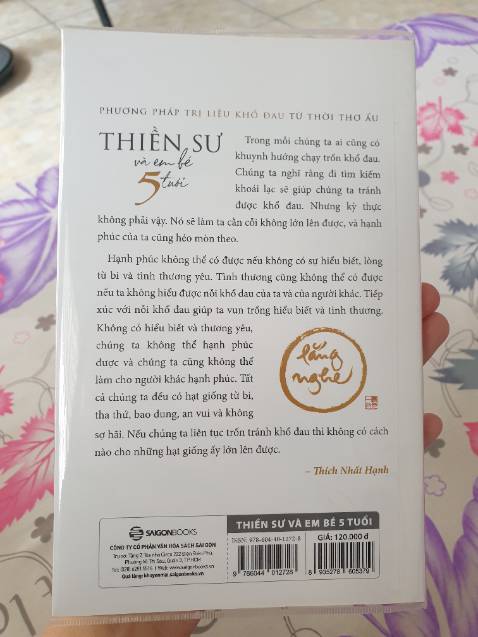 PHƯƠNG PHÁP TRỊ LIỆU KHỔ ĐAU TỪ THỜI THƠ ẤU
THIỀN SƯ
và em bé
5 tuổi
Trong mỗi chúng ta ai cũng có
khuynh hướng chạy trốn khổ đau.
Chúng ta nghĩ rằng đi tìm kiếm
khoái lạc sẽ giúp chúng ta tránh
được khổ đau. Nhưng kỳ thực
không phải vậy. Nó sẽ làm ta cằn cỗi không lớn lên được, và hạnh
phúc của ta cũng héo mòn theo.
Hạnh phúc không thể có được nếu không có sự hiểu biết, lòng
từ bi và tình thương yêu. Tình thương cũng không thể có được
nếu ta không hiểu được nỗi khổ đau của ta và của người khác. Tiếp
xúc với nỗi khổ đau giúp ta vun trồng hiểu biết và tình thương.
Không có hiểu biết và thương yêu,
chúng ta không thể hạnh phúc
được và chúng ta cũng không thể
làm cho người khác hạnh phúc. Tất
cả chúng ta đều có hạt giống từ bi,
tha thứ, bao dung, an vui và không
sợ hãi. Nếu chúng ta liên tục trốn tránh khổ đau thì không có cách
nào cho những hạt giống ấy lớn lên được.
lắng
nghe
– Thích Nhất Hạnh
SAIGONBOOKS
CÔNG TY CỔ PHẦN VĂN HÓA SÁCH SÀI GÒN
THIỀN SƯ VÀ EM BÉ 5 TUỔI
GIÁ: 120.000 đ
9 786044 012728
8 935278 605379